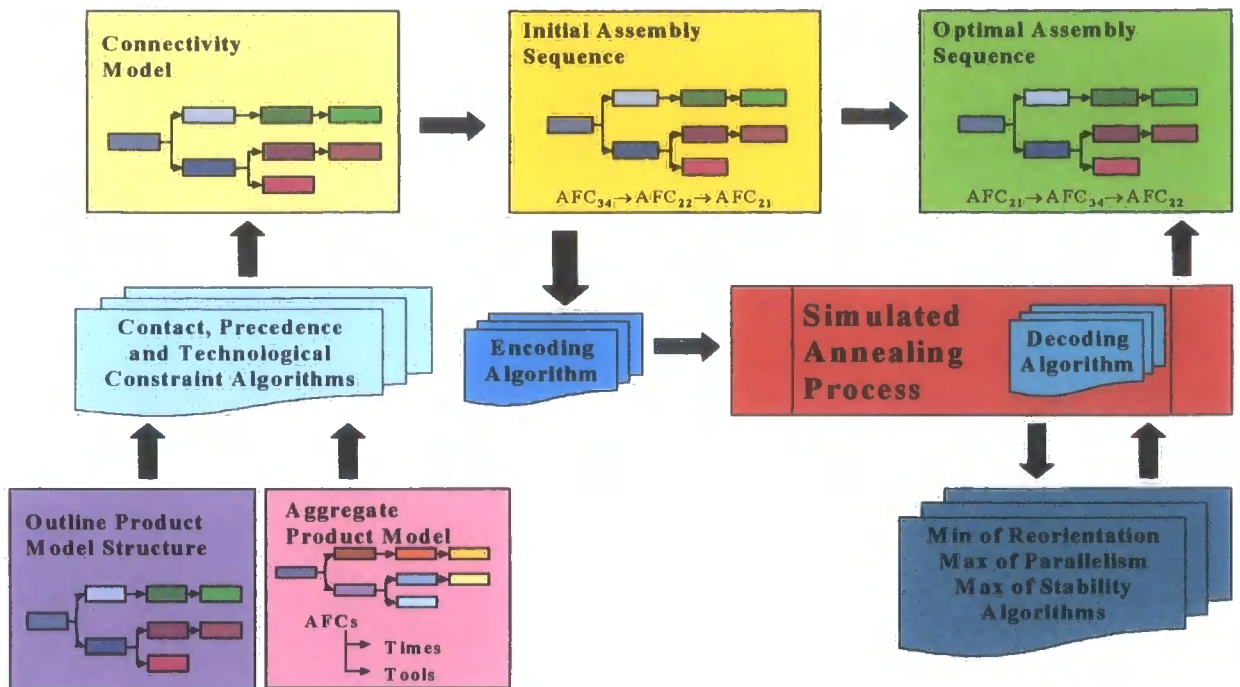 Connectivity
Model
Initial Assembly
Sequence
AFC₃₄→AFC₂₂→AFC₂₁
Optimal Assembly
Sequence
AFC₂₁→AFC₃₄→AFC₂₂
Contact, Precedence
and Technological
Constraint Algorithms
Encoding
Algorithm
Simulated
Annealing
Process
Decoding
Algorithm
Outline Product
Model Structure
Aggregate
Product Model
AFCs
Times
Tools
Min of Reorientation
Max of Parallelism
Max of Stability
Algorithms